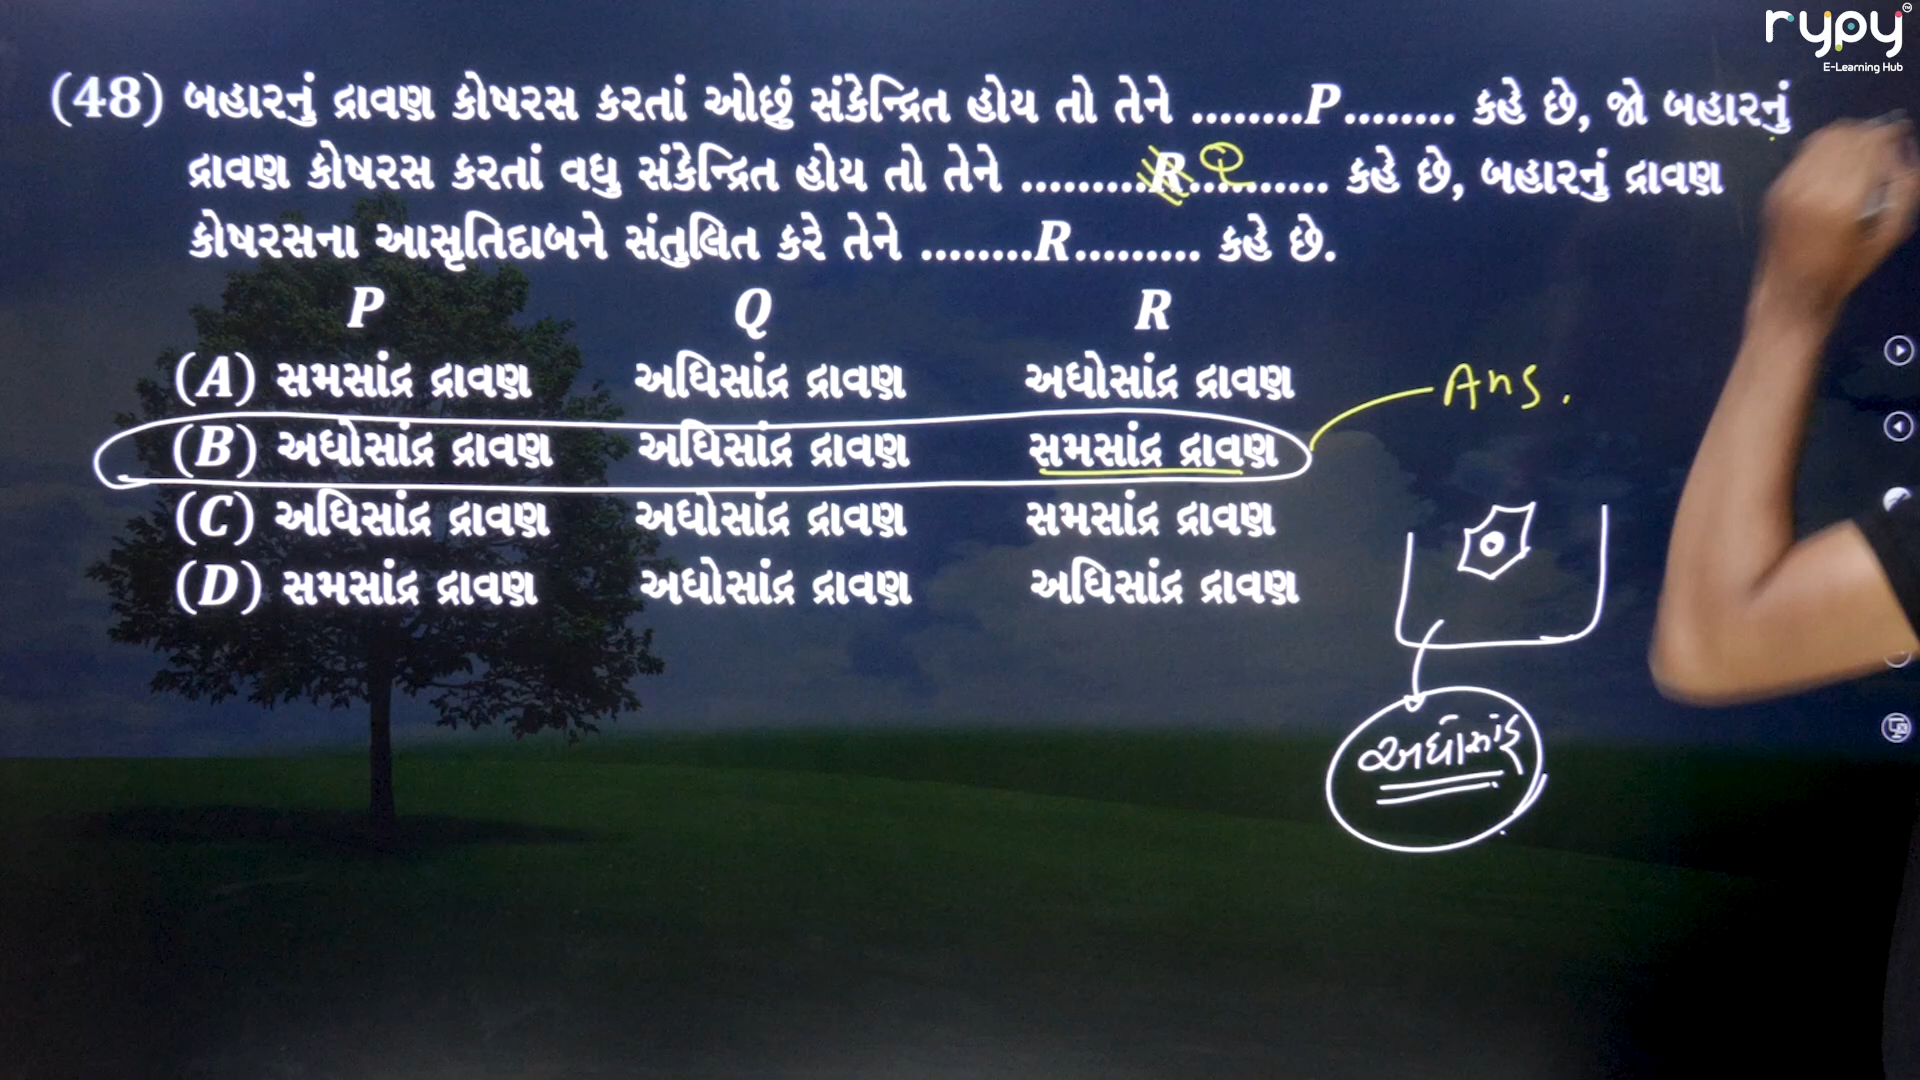 rypy
E-Learning Hub
(48) બહારનું દ્રાવણ કોષરસ કરતાં ઓછું સંકેન્દ્રિત હોય તો તેને ........P........ કહે છે, જો બહારનું
દ્રાવણ કોષરસ કરતાં વધુ સંકેન્દ્રિત હોય તો તેને .........R.......... કહે છે, બહારનું દ્રાવણ
Q
કોષરસના આસૃતિદાબને સંતુલિત કરે તેને ........R......... કહે છે.
P Q R
(A) સમસાંદ્ર દ્રાવણ અધિસાંદ્ર દ્રાવણ અધોસાંદ્ર દ્રાવણ
Ans.
(B) અધોસાંદ્ર દ્રાવણ અધિસાંદ્ર દ્રાવણ સમસાંદ્ર દ્રાવણ
(C) અધિસાંદ્ર દ્રાવણ અધોસાંદ્ર દ્રાવણ સમસાંદ્ર દ્રાવણ
(D) સમસાંદ્ર દ્રાવણ અધોસાંદ્ર દ્રાવણ અધિસાંદ્ર દ્રાવણ
અધોસાંદ્ર